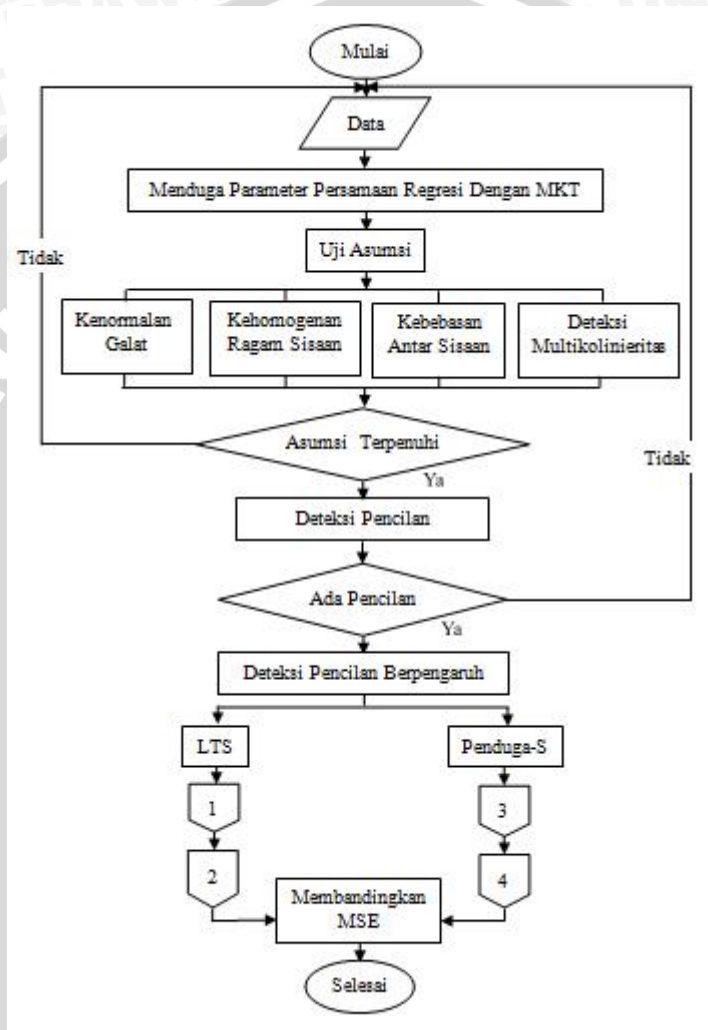 Mulai
Data
Menduga Parameter Persamaan Regresi Dengan MKT
Uji Asumsi
Tidak
Kenormalan
Galat
Kehomogenan
Ragam Sisaan
Kebebasan
Antar Sisaan
Deteksi
Multikolinieritas
Asumsi Terpenuhi
Tidak
Ya
Deteksi Pencilan
Ada Pencilan
Ya
Deteksi Pencilan Berpengaruh
LTS
Penduga-S
1
3
2
4
Membandingkan
MSE
Selesai